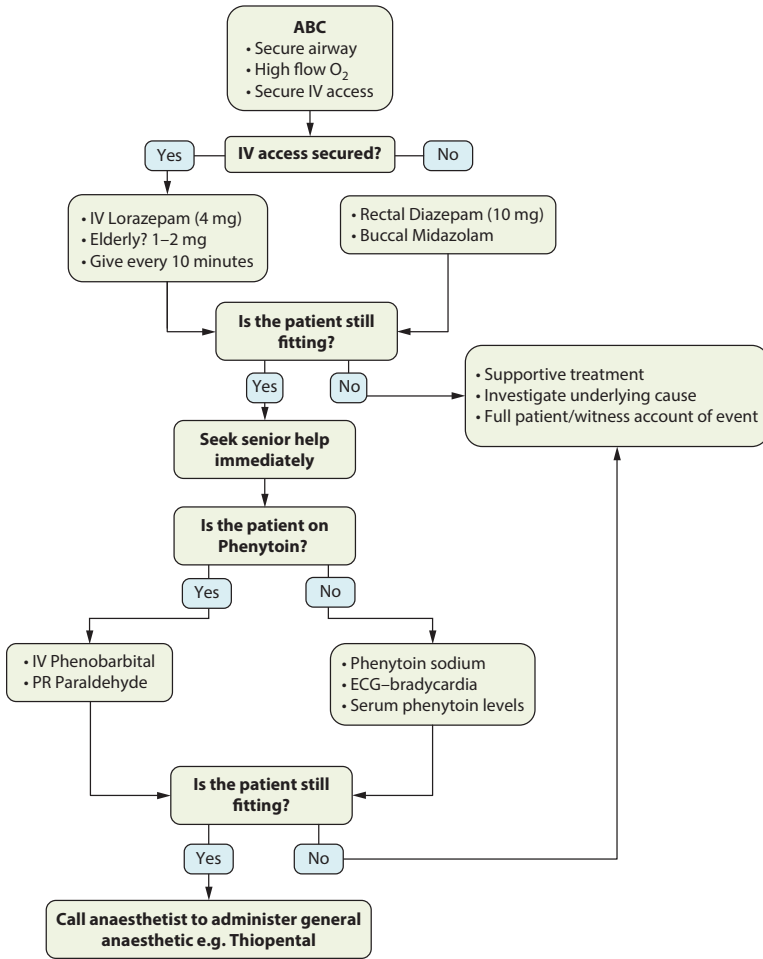 ABC
• Secure airway
• High flow O₂
• Secure IV access
IV access secured?
Yes
No
• IV Lorazepam (4 mg)
• Elderly? 1–2 mg
• Give every 10 minutes
• Rectal Diazepam (10 mg)
• Buccal Midazolam
Is the patient still
fitting?
Yes
No
• Supportive treatment
• Investigate underlying cause
• Full patient/witness account of event
Seek senior help
immediately
Is the patient on
Phenytoin?
Yes
No
• IV Phenobarbital
• PR Paraldehyde
• Phenytoin sodium
• ECG–bradycardia
• Serum phenytoin levels
Is the patient still
fitting?
Yes
No
Call anaesthetist to administer general
anaesthetic e.g. Thiopental